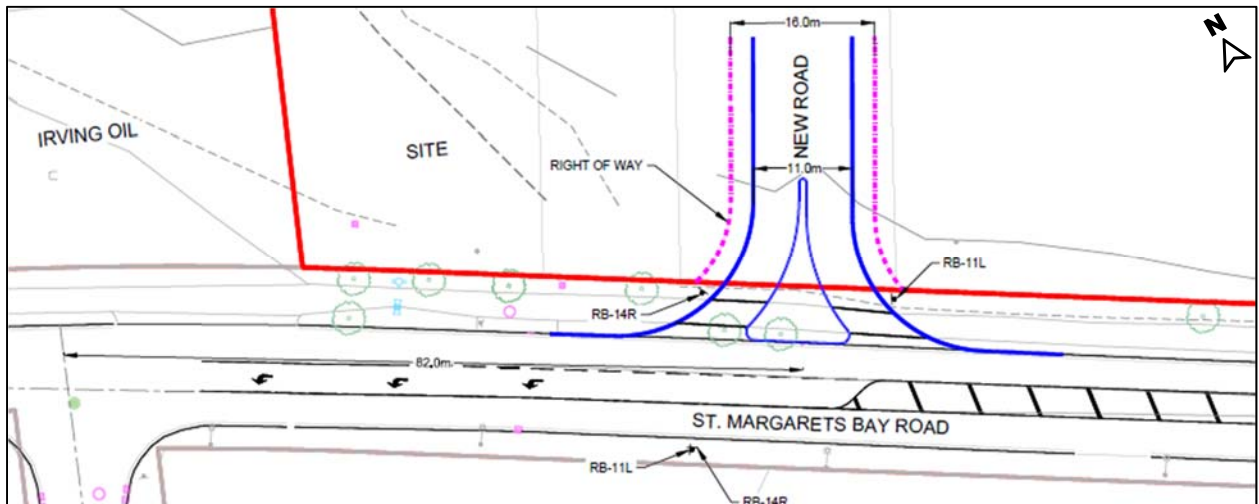 16.0m
N
NEW ROAD
IRVING OIL
SITE
RIGHT OF WAY
11.0m
RB-11L
RB-14R
82.0m
ST. MARGARETS BAY ROAD
RB-11L
RB-14R